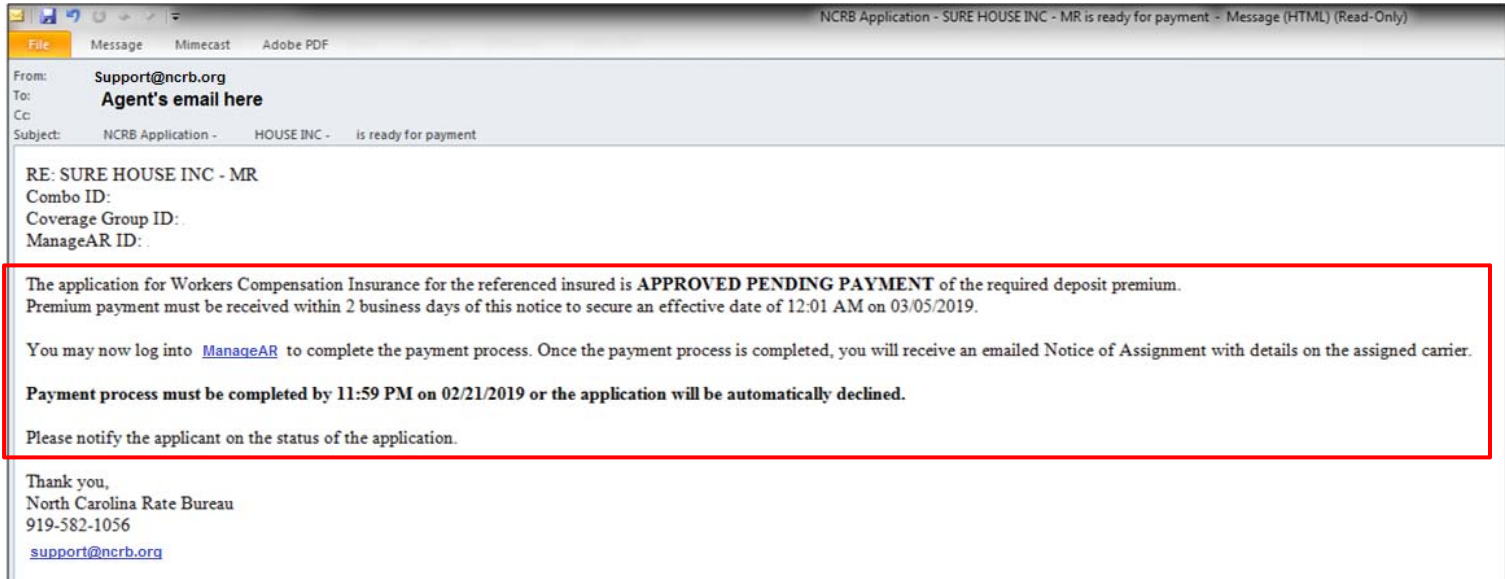 NCRB Application - SURE HOUSE INC - MR is ready for payment - Message (HTML) (Read-Only)
File Message Mimecast Adobe PDF
From: Support@ncrb.org
To: Agent's email here
Cc:
Subject: NCRB Application - HOUSE INC - is ready for payment
RE: SURE HOUSE INC - MR
Combo ID:
Coverage Group ID:
ManageAR ID:
The application for Workers Compensation Insurance for the referenced insured is APPROVED PENDING PAYMENT of the required deposit premium.
Premium payment must be received within 2 business days of this notice to secure an effective date of 12:01 AM on 03/05/2019.
You may now log into ManageAR to complete the payment process. Once the payment process is completed, you will receive an emailed Notice of Assignment with details on the assigned carrier.
Payment process must be completed by 11:59 PM on 02/21/2019 or the application will be automatically declined.
Please notify the applicant on the status of the application.
Thank you,
North Carolina Rate Bureau
919-582-1056
support@ncrb.org